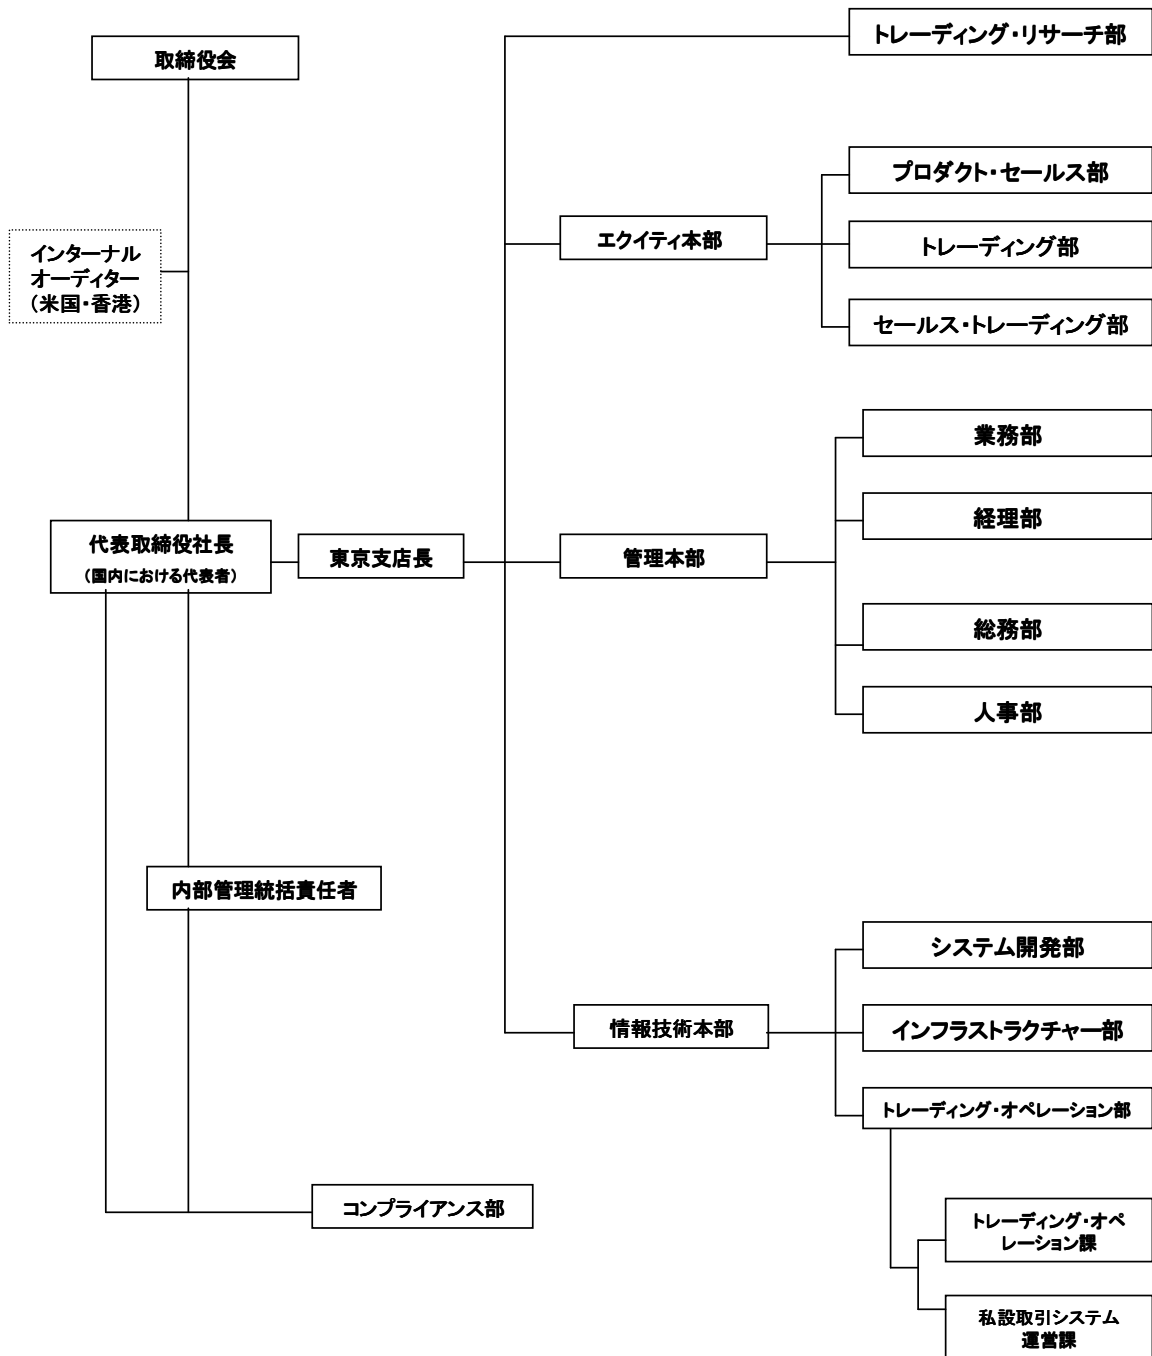 取締役会
インターナル
オーディター
（米国・香港）
代表取締役社長
（国内における代表者）
東京支店長
内部管理統括責任者
コンプライアンス部
トレーディング・リサーチ部
エクイティ本部
プロダクト・セールス部
トレーディング部
セールス・トレーディング部
管理本部
業務部
経理部
総務部
人事部
情報技術本部
システム開発部
インフラストラクチャー部
トレーディング・オペレーション部
トレーディング・オペ
レーション課
私設取引システム
運営課